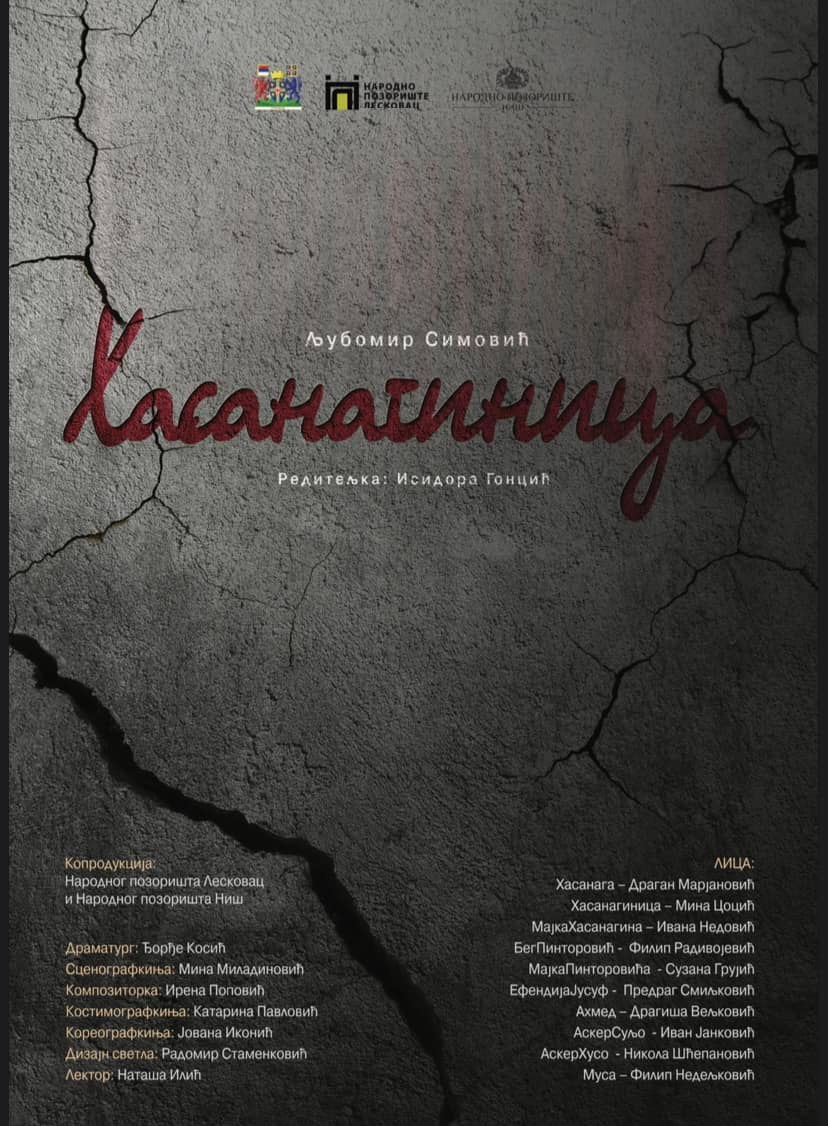 НАРОДНО
ПОЗОРИШТЕ
ЛЕСКОВАЦ
НАРОДНО ПОЗОРИШТЕ
НИШ
Љубомир Симовић
Хасанагиница
Редитељка: Исидора Гонцић
Копродукција:
Народног позоришта Лесковац
и Народног позоришта Ниш
Драматург: Ђорђе Косић
Сценографкиња: Мина Миладиновић
Композиторка: Ирена Поповић
Костимографкиња: Катарина Павловић
Кореографкиња: Јована Иконић
Дизајн светла: Радомир Стаменковић
Лектор: Наташа Илић
ЛИЦА:
Хасанага – Драган Марјановић
Хасанагиница – Мина Цоцић
МајкаХасанагина – Ивана Недовић
БегПинторовић - Филип Радивојевић
МајкаПинторовића - Сузана Грујић
ЕфендијаЈусуф - Предраг Смиљковић
Ахмед – Драгиша Вељковић
АскерСуљо - Иван Јанковић
АскерХусо - Никола Шћепановић
Муса – Филип Недељковић